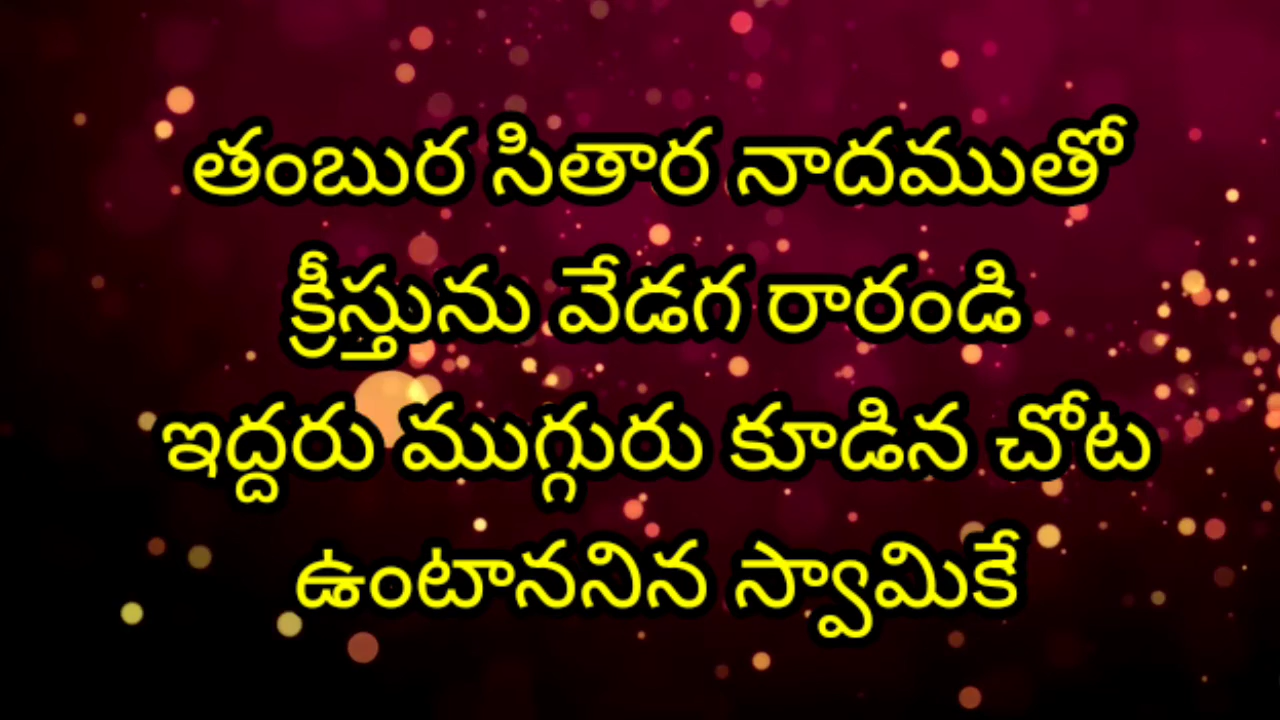 తంబుర సితార నాదముతో
క్రీస్తును వేడగ రారండి
ఇద్దరు ముగ్గురు కూడిన చోట
ఉంటాననిన స్వామికే